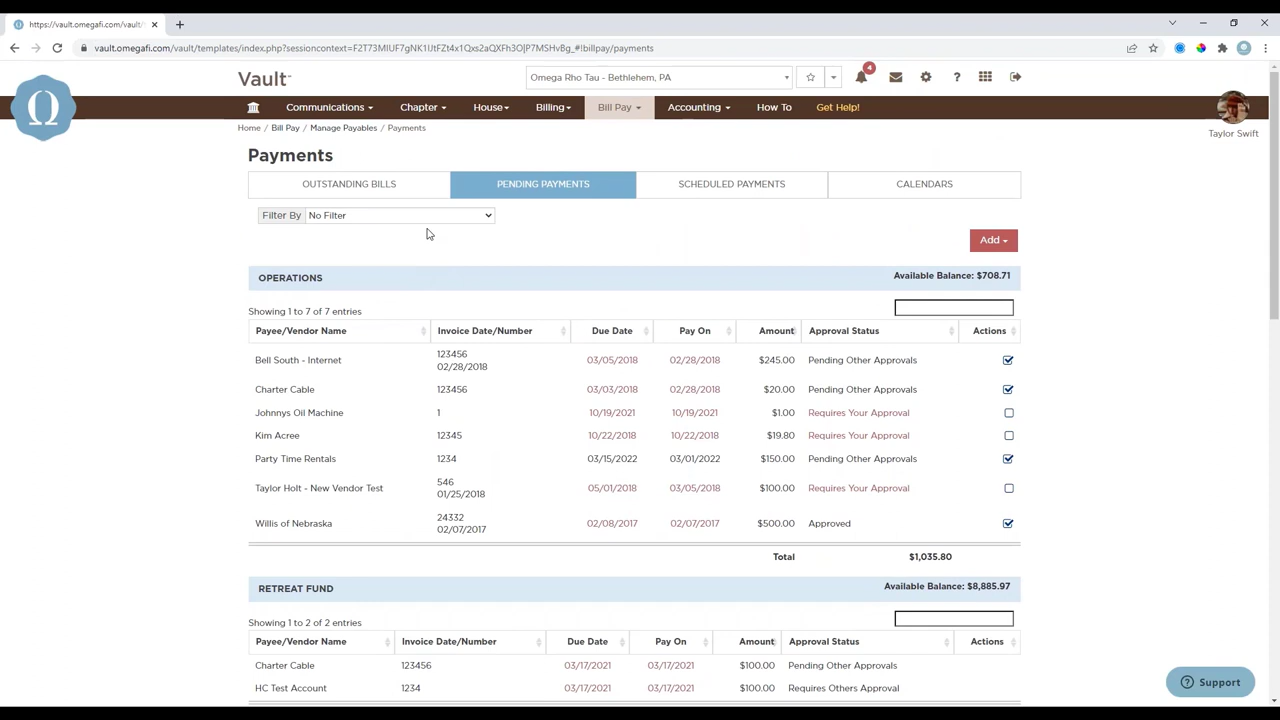 https://vault.omegafi.com/vault/
vault.omegafi.com/vault/templates/index.php?sessioncontext=F2T73MIUF7gNK1UtFZt4x1Qxs2aQXFh3OJP7MSHvBg_#!billpay/payments
Vault
Omega Rho Tau - Bethlehem, PA
4
Communications Chapter House Billing Bill Pay Accounting How To Get Help!
Taylor Swift
Home / Bill Pay / Manage Payables / Payments
Payments
OUTSTANDING BILLS PENDING PAYMENTS SCHEDULED PAYMENTS CALENDARS
Filter By No Filter
Add
OPERATIONS Available Balance: $708.71
Showing 1 to 7 of 7 entries
Payee/Vendor Name Invoice Date/Number Due Date Pay On Amount Approval Status Actions
Bell South - Internet 123456 03/05/2018 02/28/2018 $245.00 Pending Other Approvals
02/28/2018
Charter Cable 123456 03/03/2018 02/28/2018 $20.00 Pending Other Approvals
Johnnys Oil Machine 1 10/19/2021 10/19/2021 $1.00 Requires Your Approval
Kim Acree 12345 10/22/2018 10/22/2018 $19.80 Requires Your Approval
Party Time Rentals 1234 03/15/2022 03/01/2022 $150.00 Pending Other Approvals
Taylor Holt - New Vendor Test 546 05/01/2018 03/05/2018 $100.00 Requires Your Approval
01/25/2018
Willis of Nebraska 24332 02/08/2017 02/07/2017 $500.00 Approved
02/07/2017
Total $1,035.80
RETREAT FUND Available Balance: $8,885.97
Showing 1 to 2 of 2 entries
Payee/Vendor Name Invoice Date/Number Due Date Pay On Amount Approval Status Actions
Charter Cable 123456 03/17/2021 03/17/2021 $100.00 Pending Other Approvals
HC Test Account 1234 03/17/2021 03/17/2021 $100.00 Requires Others Approval
Support